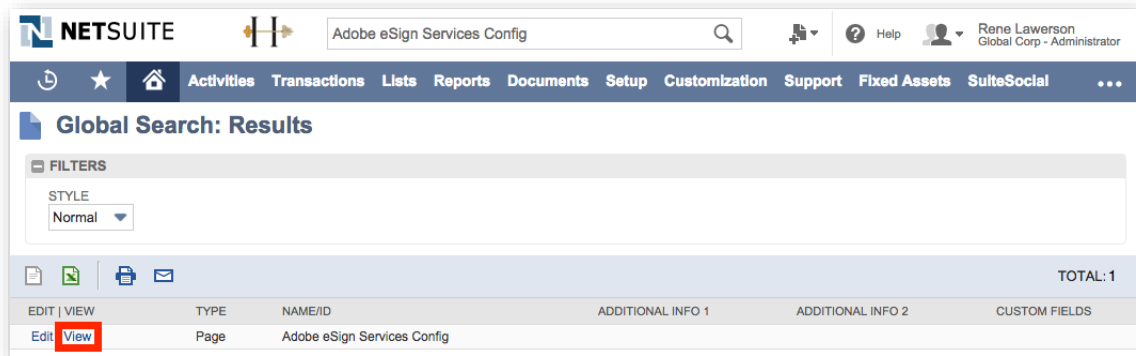 NETSUITE
Adobe eSign Services Config
Help
Rene Lawerson
Global Corp - Administrator
Activities Transactions Lists Reports Documents Setup Customization Support Fixed Assets SuiteSocial ...
Global Search: Results
FILTERS
STYLE
Normal
TOTAL: 1
EDIT | VIEW TYPE NAME/ID ADDITIONAL INFO 1 ADDITIONAL INFO 2 CUSTOM FIELDS
Edit View Page Adobe eSign Services Config